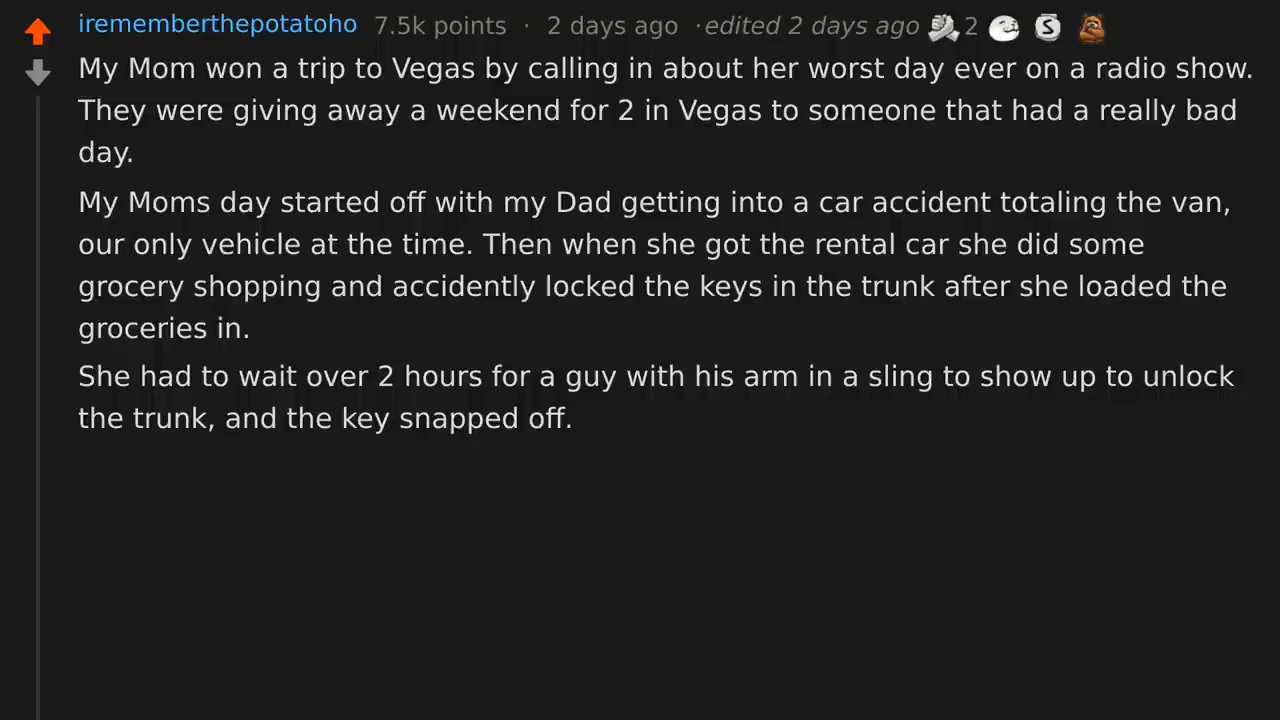 irememberthepotatoho 7.5k points · 2 days ago · edited 2 days ago 2 S
My Mom won a trip to Vegas by calling in about her worst day ever on a radio show.
They were giving away a weekend for 2 in Vegas to someone that had a really bad
day.
My Moms day started off with my Dad getting into a car accident totaling the van,
our only vehicle at the time. Then when she got the rental car she did some
grocery shopping and accidently locked the keys in the trunk after she loaded the
groceries in.
She had to wait over 2 hours for a guy with his arm in a sling to show up to unlock
the trunk, and the key snapped off.